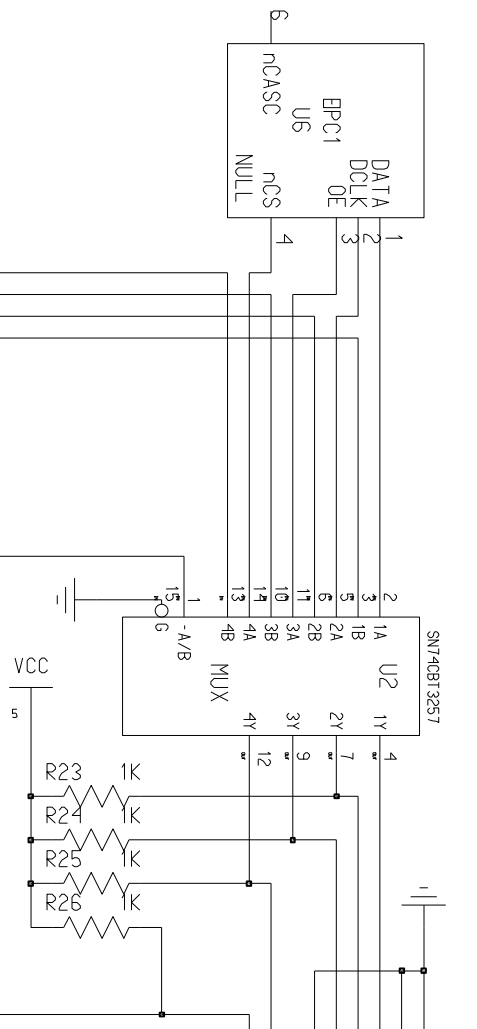 6
nCASC
EPC1
U6
NULL
nCS
OE
DCLK
DATA
4
3
2
1
15
1
13
14
10
11
6
5
3
2
G
-A/B
4B
4A
3B
3A
2B
2A
1B
1A
MUX
U2
SN74CBT3257
4Y
3Y
2Y
1Y
12
9
7
4
VCC
5
R23 1K
R24 1K
R25 1K
R26 1K